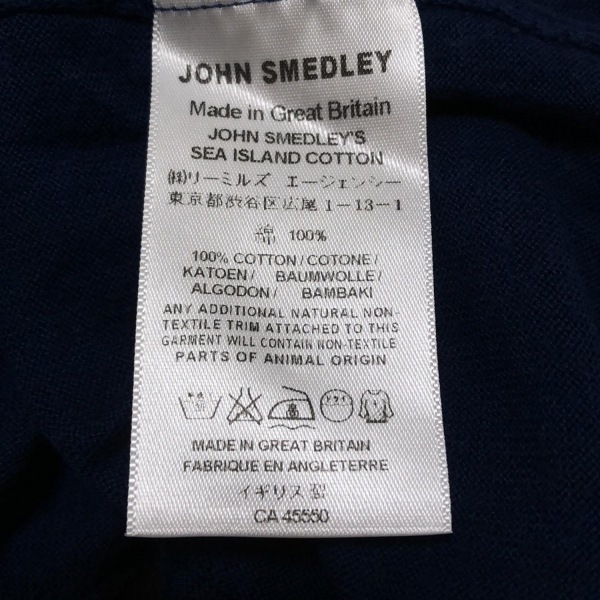 JOHN SMEDLEY
Made in Great Britain
JOHN SMEDLEY'S
SEA ISLAND COTTON
㈱リーミルズ エージェンシー
東京都渋谷区広尾 1-13-1
綿 100%
100% COTTON / COTONE /
KATOEN / BAUMWOLLE /
ALGODON / BAMBAKI
ANY ADDITIONAL NATURAL NON-
TEXTILE TRIM ATTACHED TO THIS
GARMENT WILL CONTAIN NON-TEXTILE
PARTS OF ANIMAL ORIGIN
高 ドライ
MADE IN GREAT BRITAIN
FABRIQUE EN ANGLETERRE
イギリス製
CA 45550